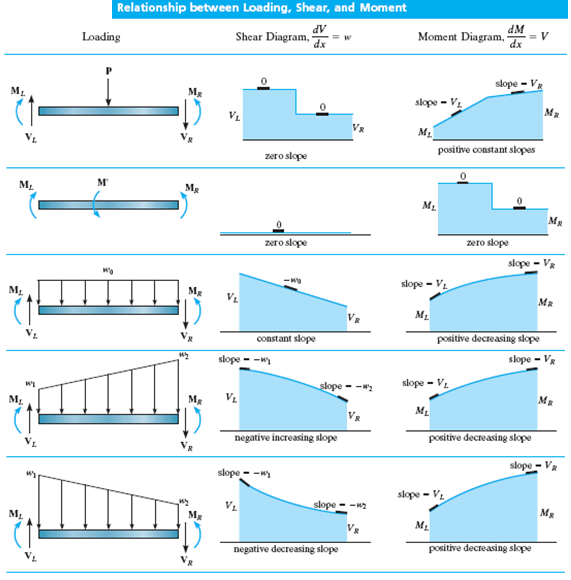 Relationship between Loading, Shear, and Moment
Loading
Shear Diagram, dV/dx = w
Moment Diagram, dM/dx = V
P
M_L
M_R
V_L
V_R
0
V_L
0
V_R
zero slope
slope = V_R
slope = V_L
M_L
M_R
positive constant slopes
M_L
M'
M_R
0
zero slope
0
M_L
0
M_R
zero slope
w_0
M_L
M_R
V_L
V_R
-w_0
V_L
V_R
constant slope
slope = V_R
slope = V_L
M_L
M_R
positive decreasing slope
w_2
w_1
M_L
M_R
V_L
V_R
slope = -w_1
slope = -w_2
V_L
V_R
negative increasing slope
slope = V_R
slope = V_L
M_L
M_R
positive decreasing slope
w_1
w_2
M_L
M_R
V_L
V_R
slope = -w_1
slope = -w_2
V_L
V_R
negative decreasing slope
slope = V_R
slope = V_L
M_L
M_R
positive decreasing slope